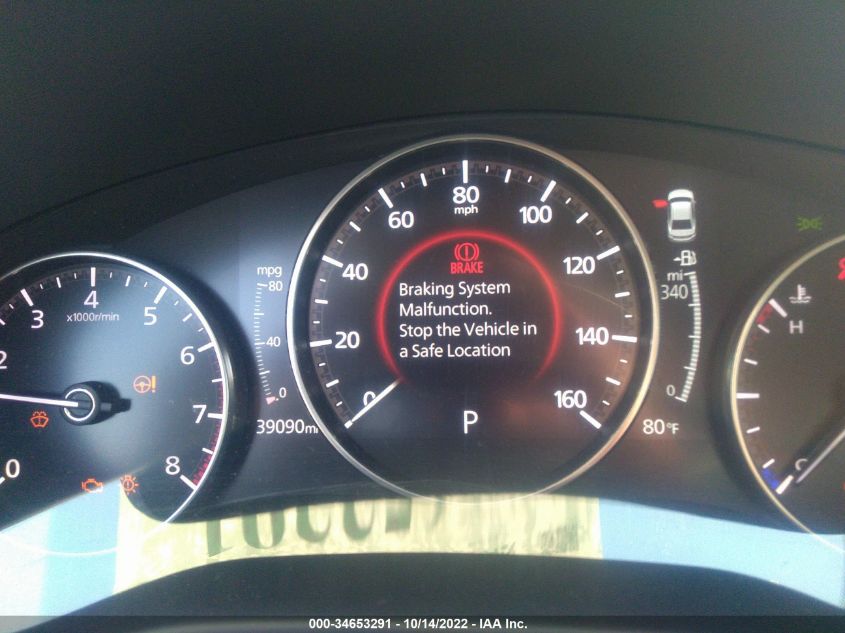 80
mph
60
100
40
120
20
140
0
160
BRAKE
Braking System
Malfunction.
Stop the Vehicle in
a Safe Location
P
mpg
80
40
0
39090mi
4
x1000r/min
3
5
2
6
7
0
8
mi
340
0
80°F
H
C
000-34653291 - 10/14/2022 - IAA Inc.